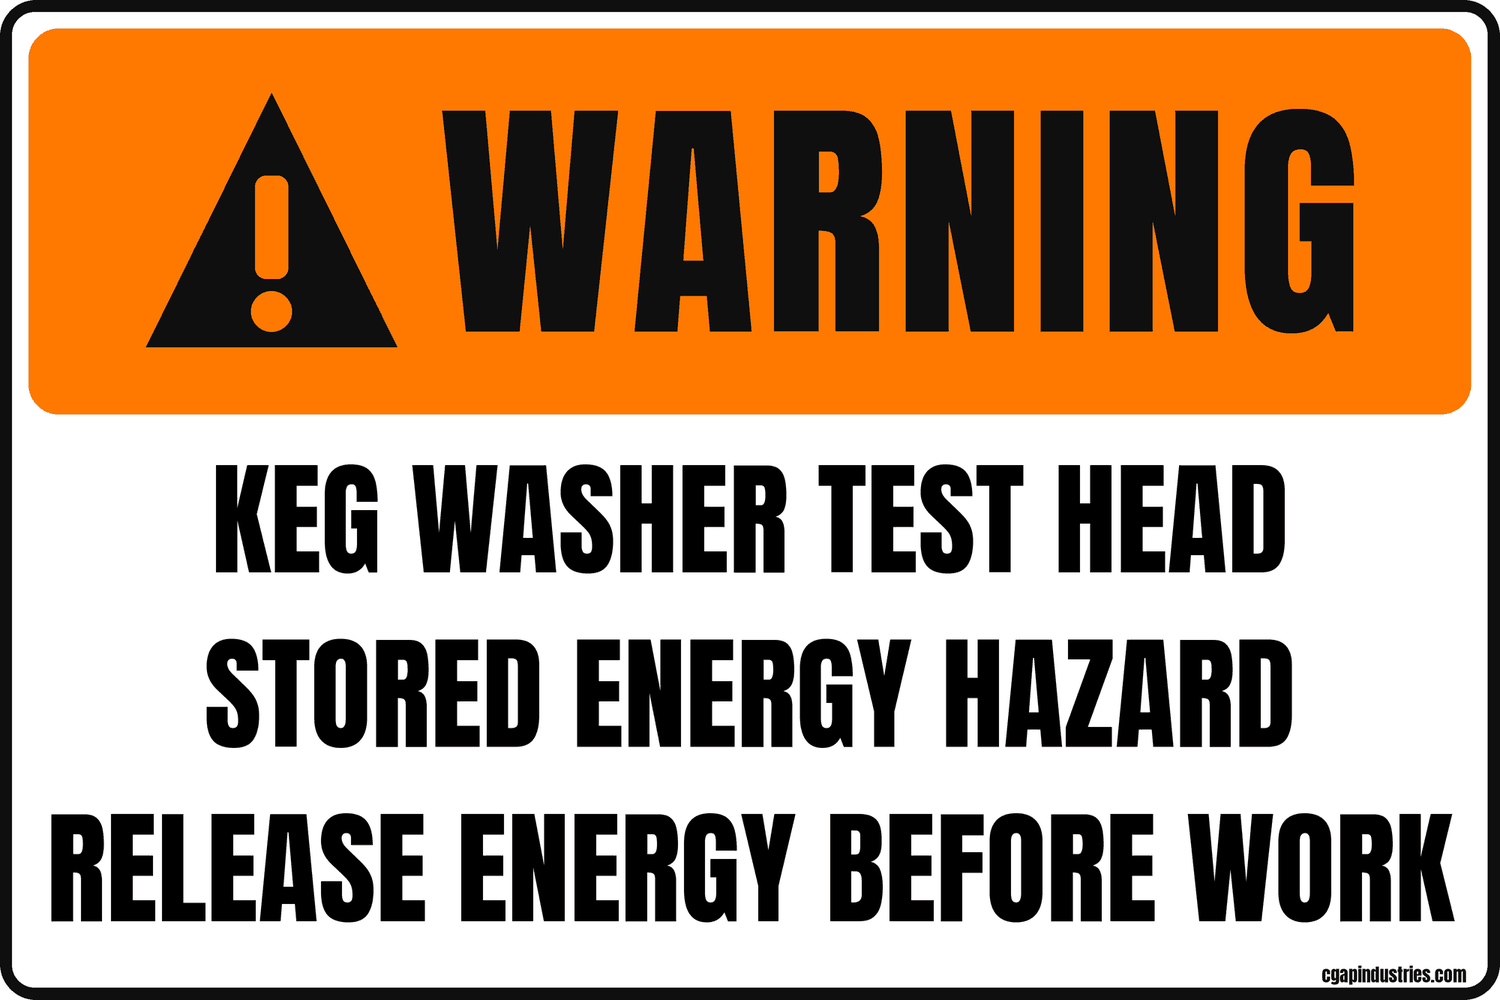 WARNING
KEG WASHER TEST HEAD
STORED ENERGY HAZARD
RELEASE ENERGY BEFORE WORK
cgapindustries.com